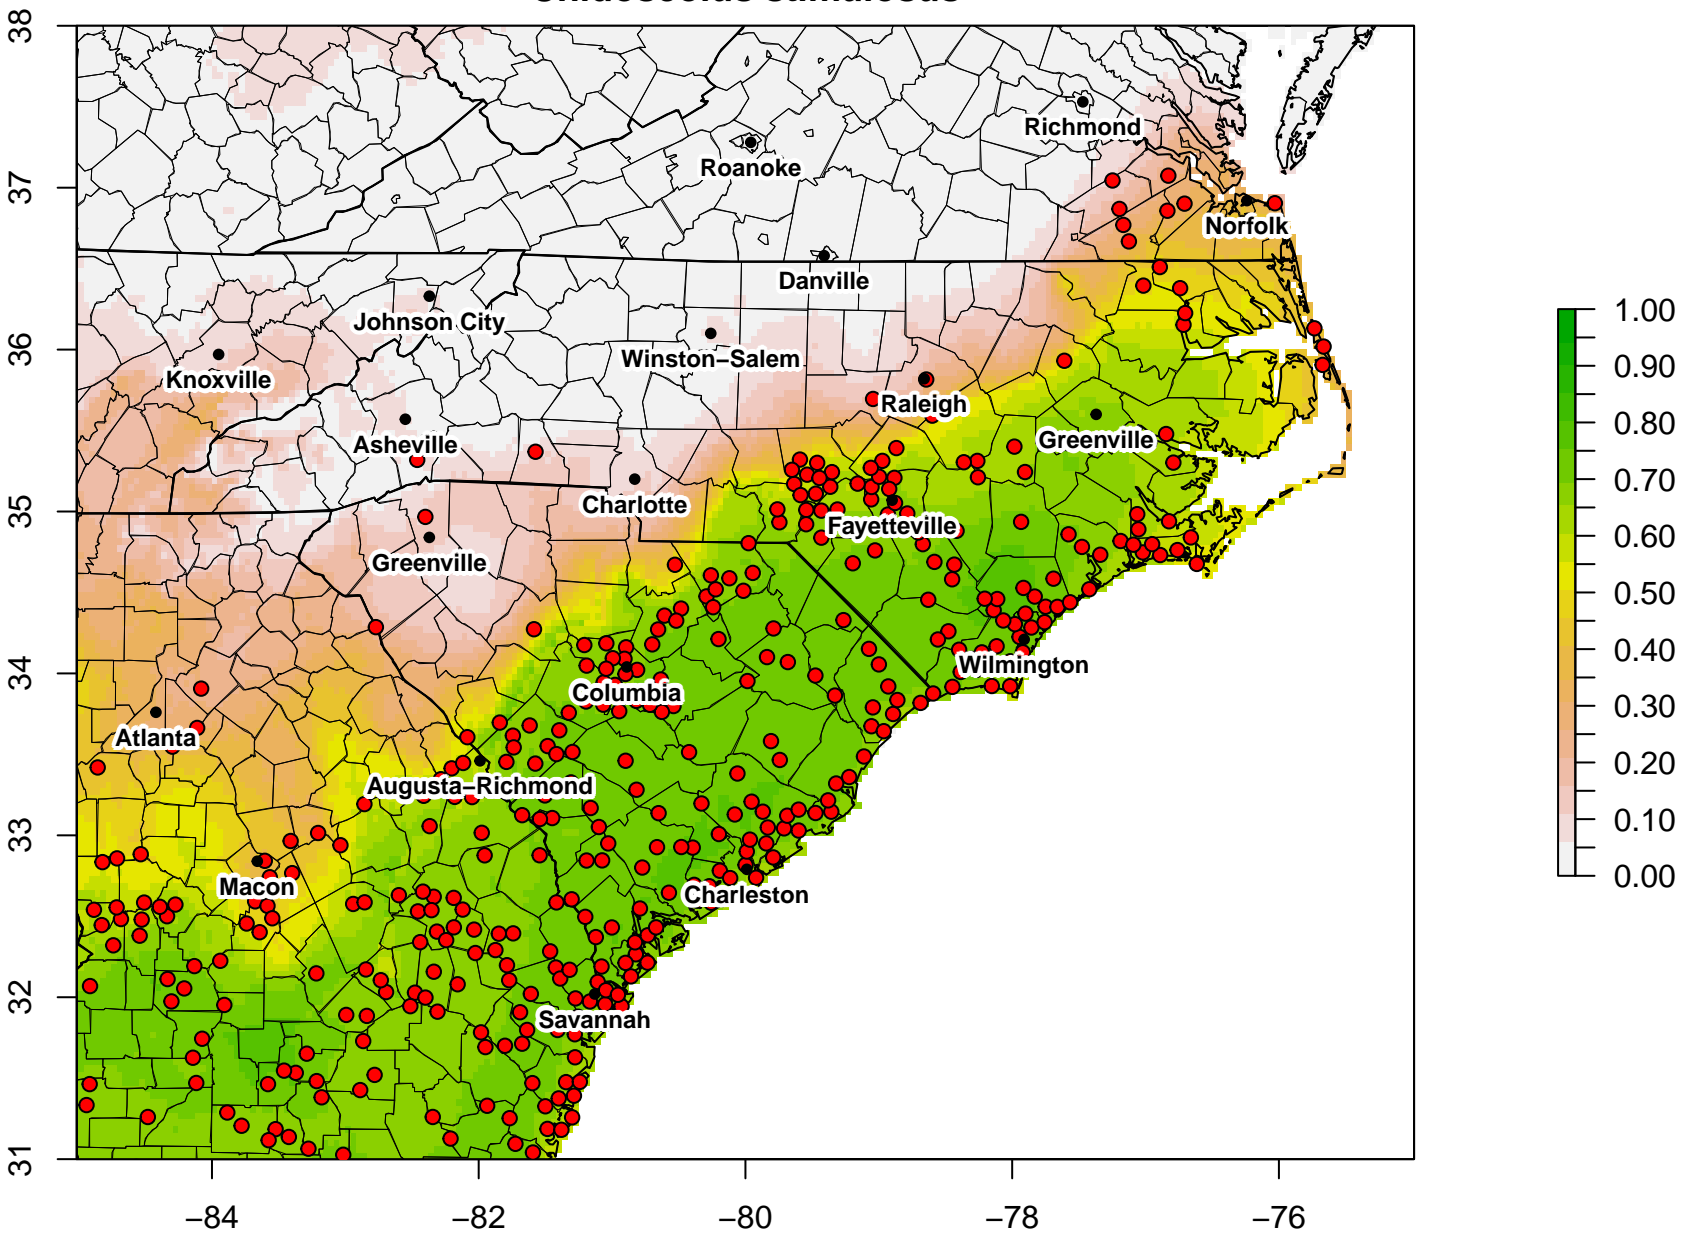 Cnidoscolus stimulosus
38
37
36
35
34
33
32
31
Richmond
Roanoke
Norfolk
Danville
Johnson City
Winston−Salem
Knoxville
Raleigh
Asheville
Greenville
Charlotte
Fayetteville
Greenville
Wilmington
Columbia
Atlanta
Augusta−Richmond
Macon
Charleston
Savannah
−84
−82
−80
−78
−76
1.00
0.90
0.80
0.70
0.60
0.50
0.40
0.30
0.20
0.10
0.00